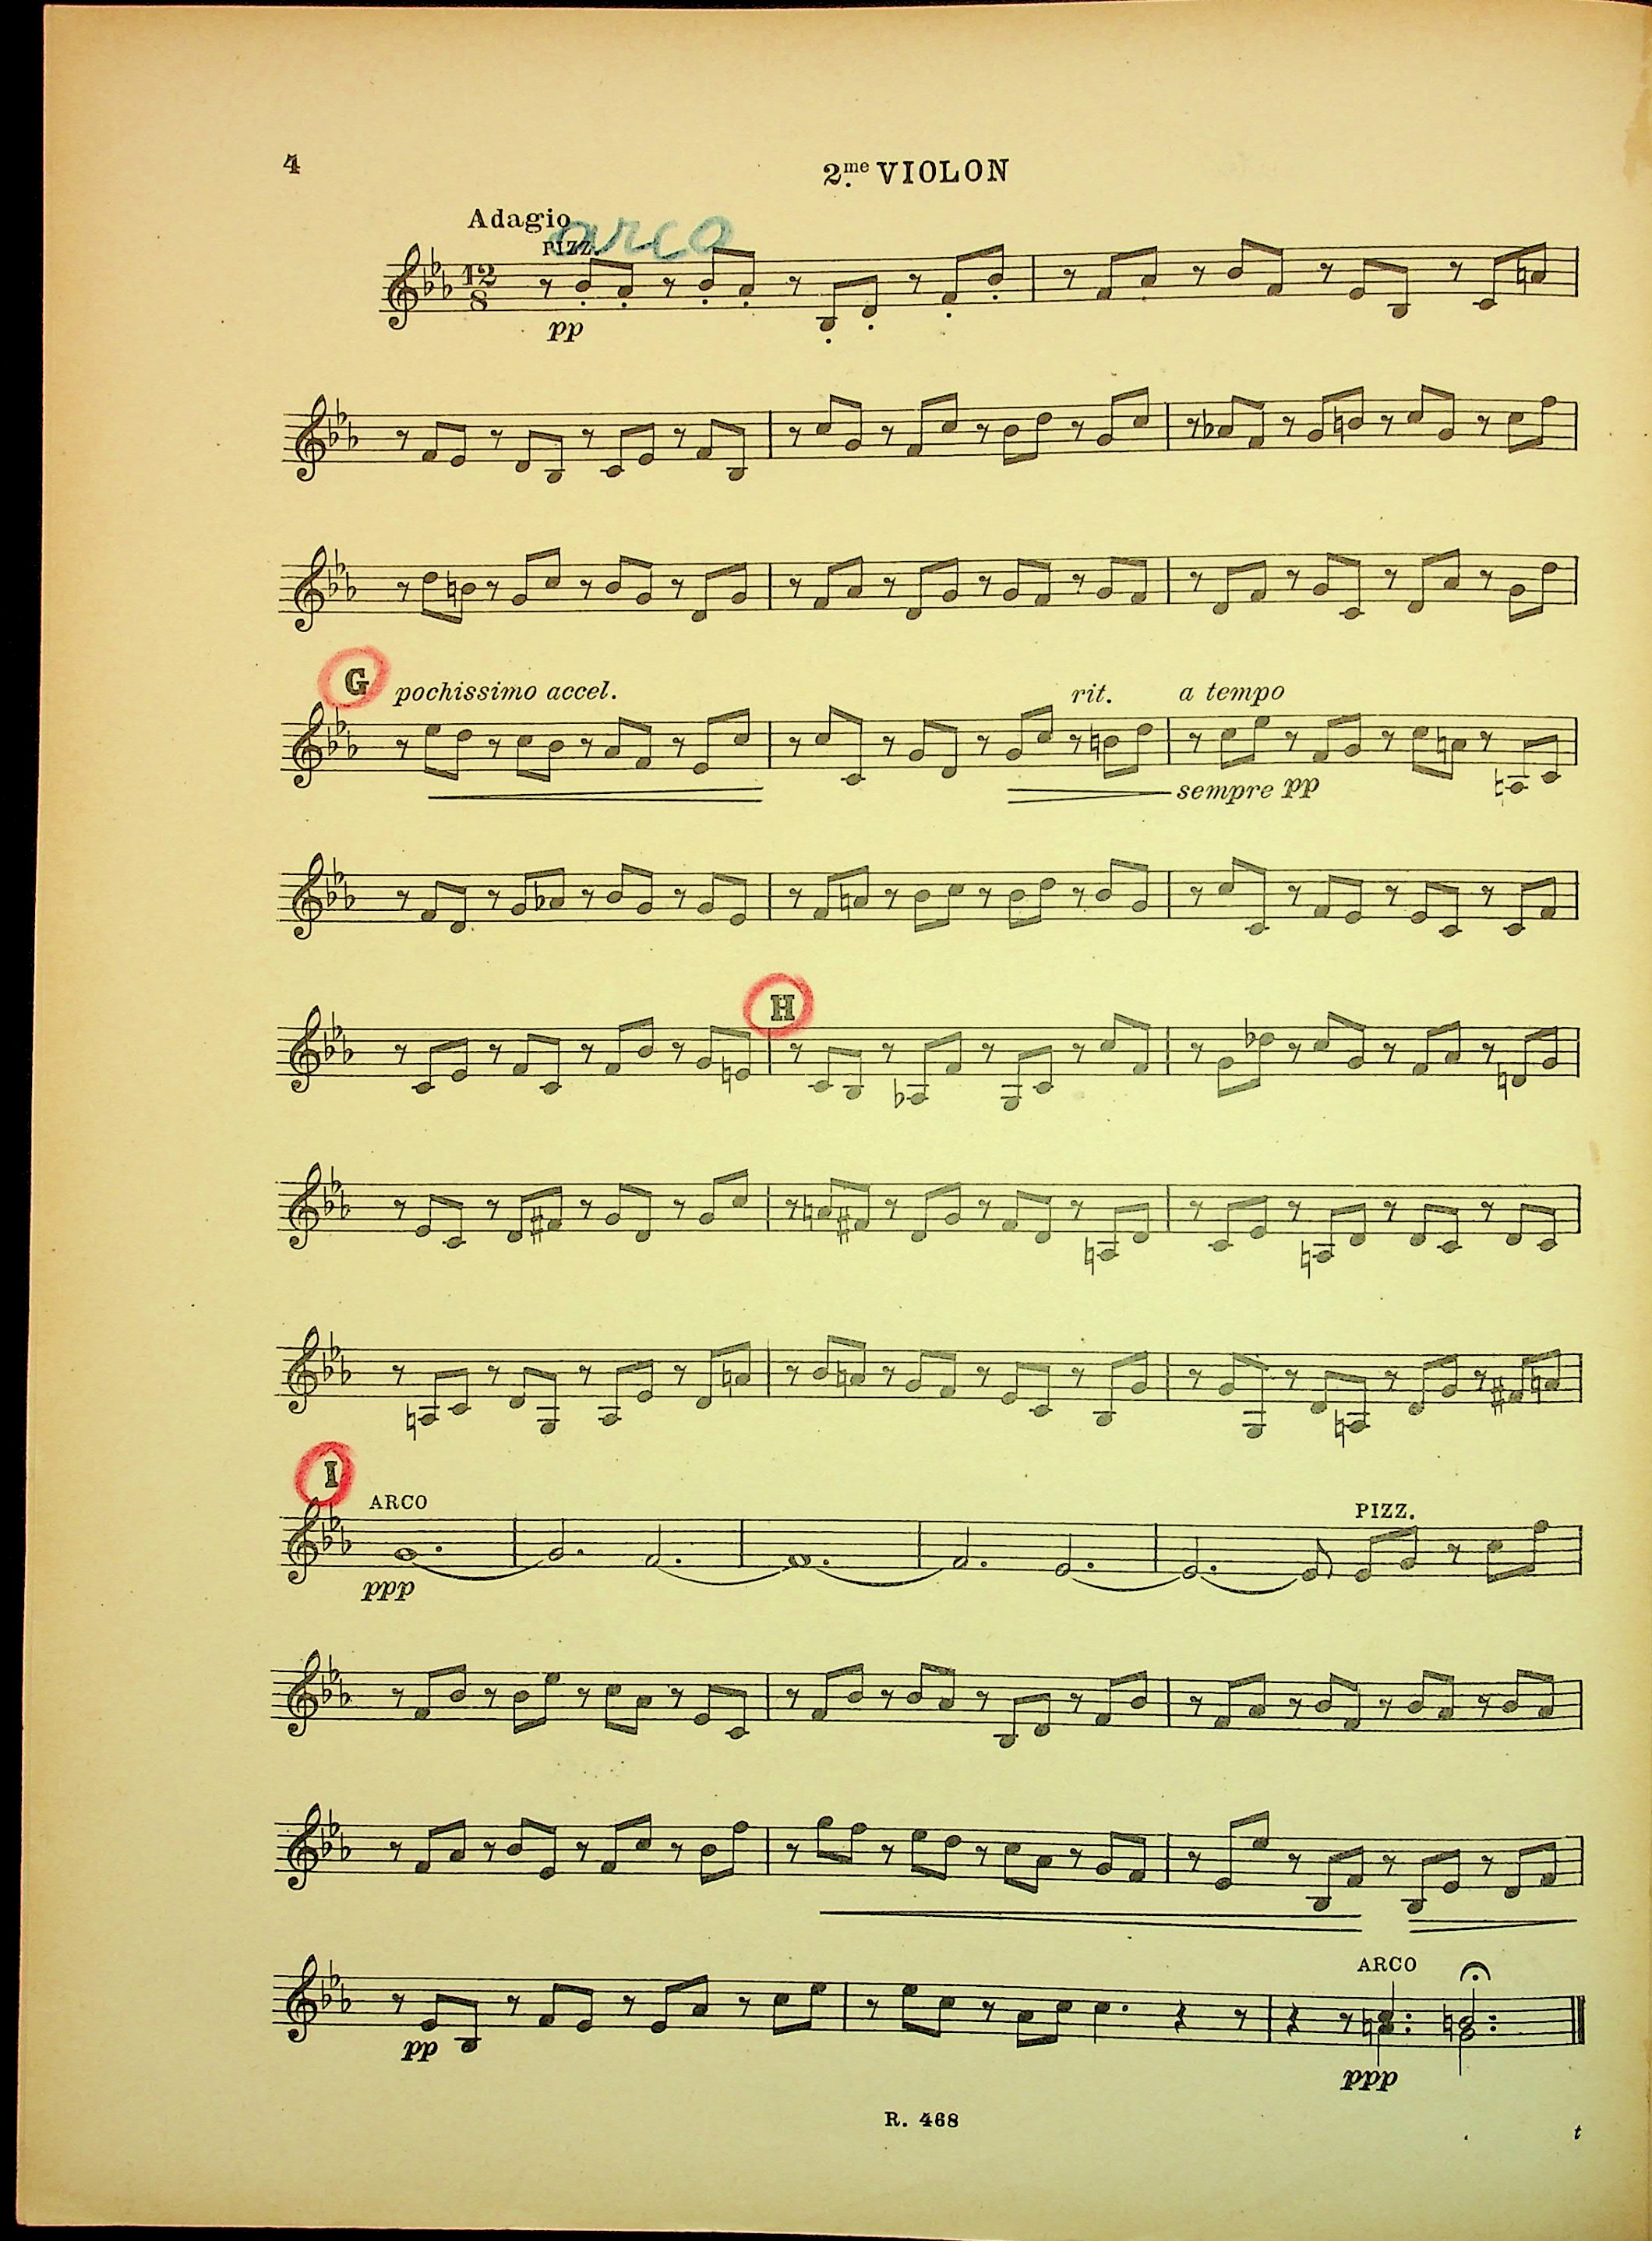 4
2.me VIOLON
Adagio
PIZZ. arco
12
8
pp
G pochissimo accel. rit. a tempo
sempre pp
H
I
ARCO PIZZ.
ppp
pp
ARCO
ppp
R. 468
t